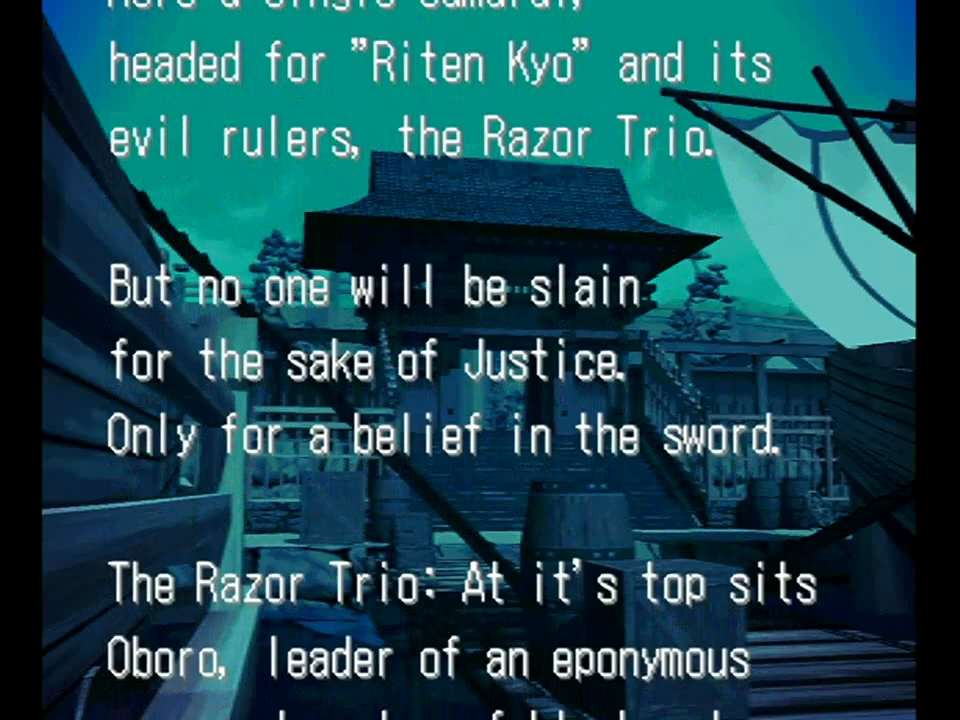 headed for "Riten Kyo" and its
evil rulers, the Razor Trio.
But no one will be slain
for the sake of Justice.
Only for a belief in the sword.
The Razor Trio: At it's top sits
Oboro, leader of an eponymous